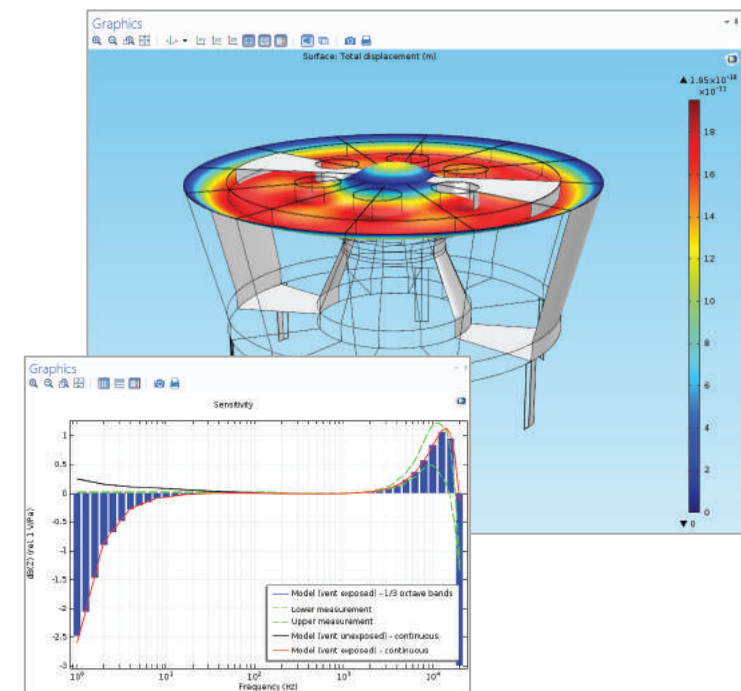 Graphics
Surface: Total displacement (m)
▲ 1.95×10⁻¹⁰
×10⁻¹¹
18
16
14
12
10
8
6
4
2
0
▼ 0
Graphics
Sensitivity
1
0.5
0
-0.5
-1
-1.5
-2
-2.5
-3
dB(Z) (rel 1 V/Pa)
Model (vent exposed) - 1/3 octave bands
Lower measurement
Upper measurement
Model (vent unexposed) - continuous
Model (vent exposed) - continuous
10⁰
10¹
10²
10³
10⁴
Frequency (Hz)